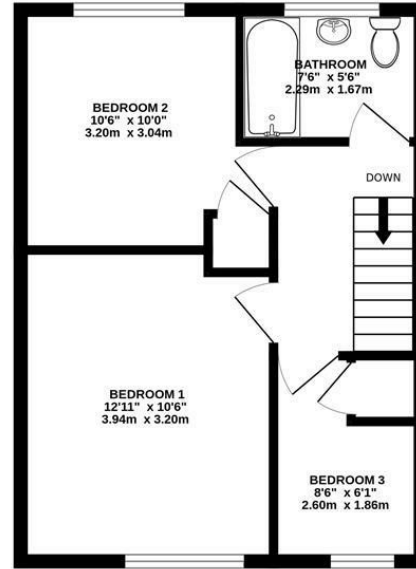 BEDROOM 2
10'6" x 10'0"
3.20m x 3.04m
BATHROOM
7'6" x 5'6"
2.29m x 1.67m
DOWN
BEDROOM 1
12'11" x 10'6"
3.94m x 3.20m
BEDROOM 3
8'6" x 6'1"
2.60m x 1.86m